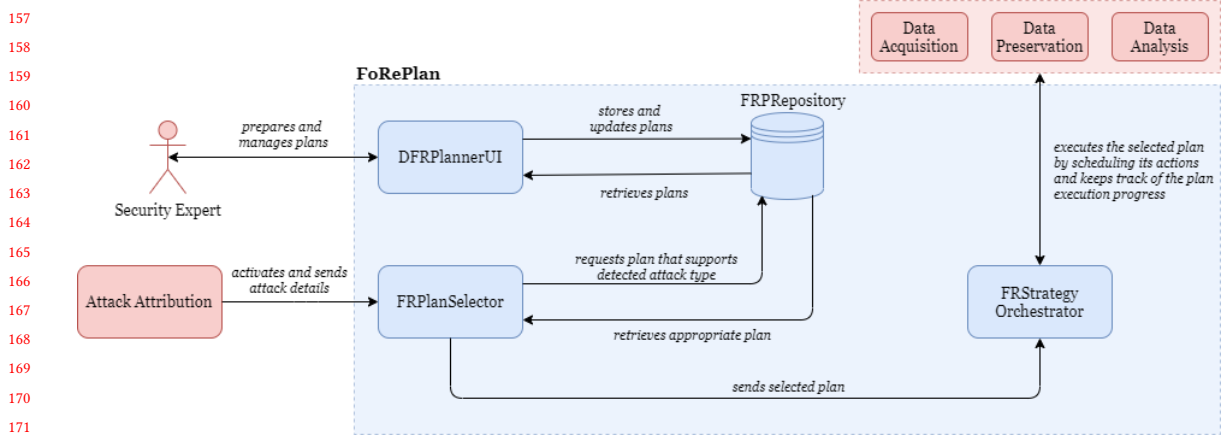 157
158
159
160
161
162
163
164
165
166
167
168
169
170
171
Data
Acquisition
Data
Preservation
Data
Analysis
FoRePlan
FRPRepository
stores and
updates plans
prepares and
manages plans
DFRPlannerUI
executes the selected plan
by scheduling its actions
and keeps track of the plan
execution progress
retrieves plans
Security Expert
requests plan that supports
detected attack type
activates and sends
attack details
Attack Attribution
FRPlanSelector
FRStrategy
Orchestrator
retrieves appropriate plan
sends selected plan